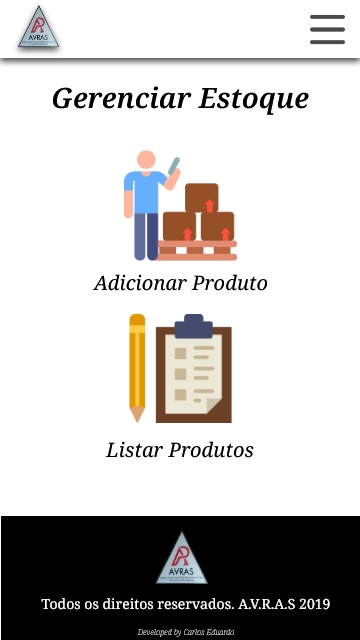 AVRAS
Gerenciar Estoque
Adicionar Produto
Listar Produtos
AVRAS
Todos os direitos reservados. A.V.R.A.S 2019
Developed by Carlos Eduardo